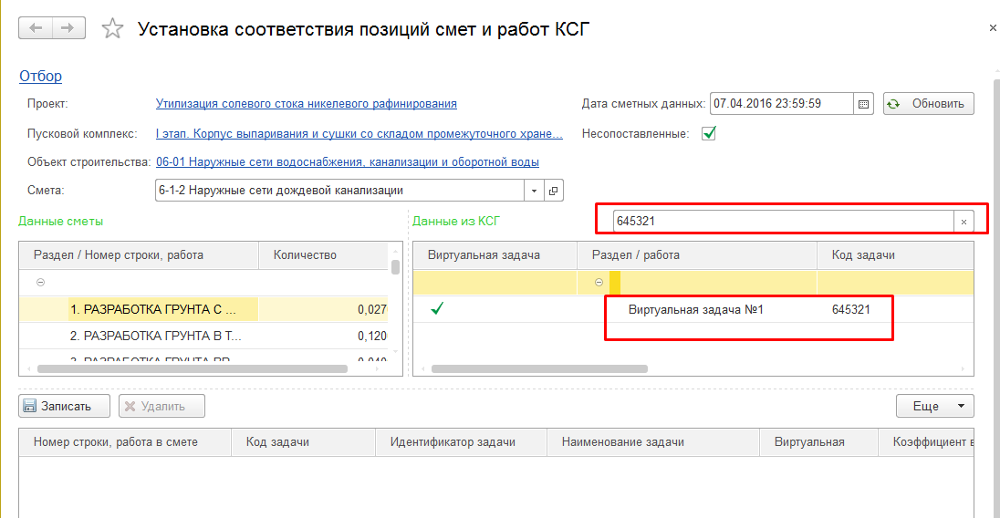 Установка соответствия позиций смет и работ КСГ
Отбор
Проект: Утилизация солевого стока никелевого рафинирования Дата сметных данных: 07.04.2016 23:59:59 Обновить
Пусковой комплекс: I этап. Корпус выпаривания и сушки со складом промежуточного хране... Несопоставленные:
Объект строительства: 06-01 Наружные сети водоснабжения, канализации и оборотной воды
Смета: 6-1-2 Наружные сети дождевой канализации
Данные сметы Данные из КСГ 645321
Раздел / Номер строки, работа Количество Виртуальная задача Раздел / работа Код задачи
1. РАЗРАБОТКА ГРУНТА С ... 0,027 Виртуальная задача №1 645321
2. РАЗРАБОТКА ГРУНТА В Т... 0,120
Записать Удалить Еще
Номер строки, работа в смете Код задачи Идентификатор задачи Наименование задачи Виртуальная Коэффициент в